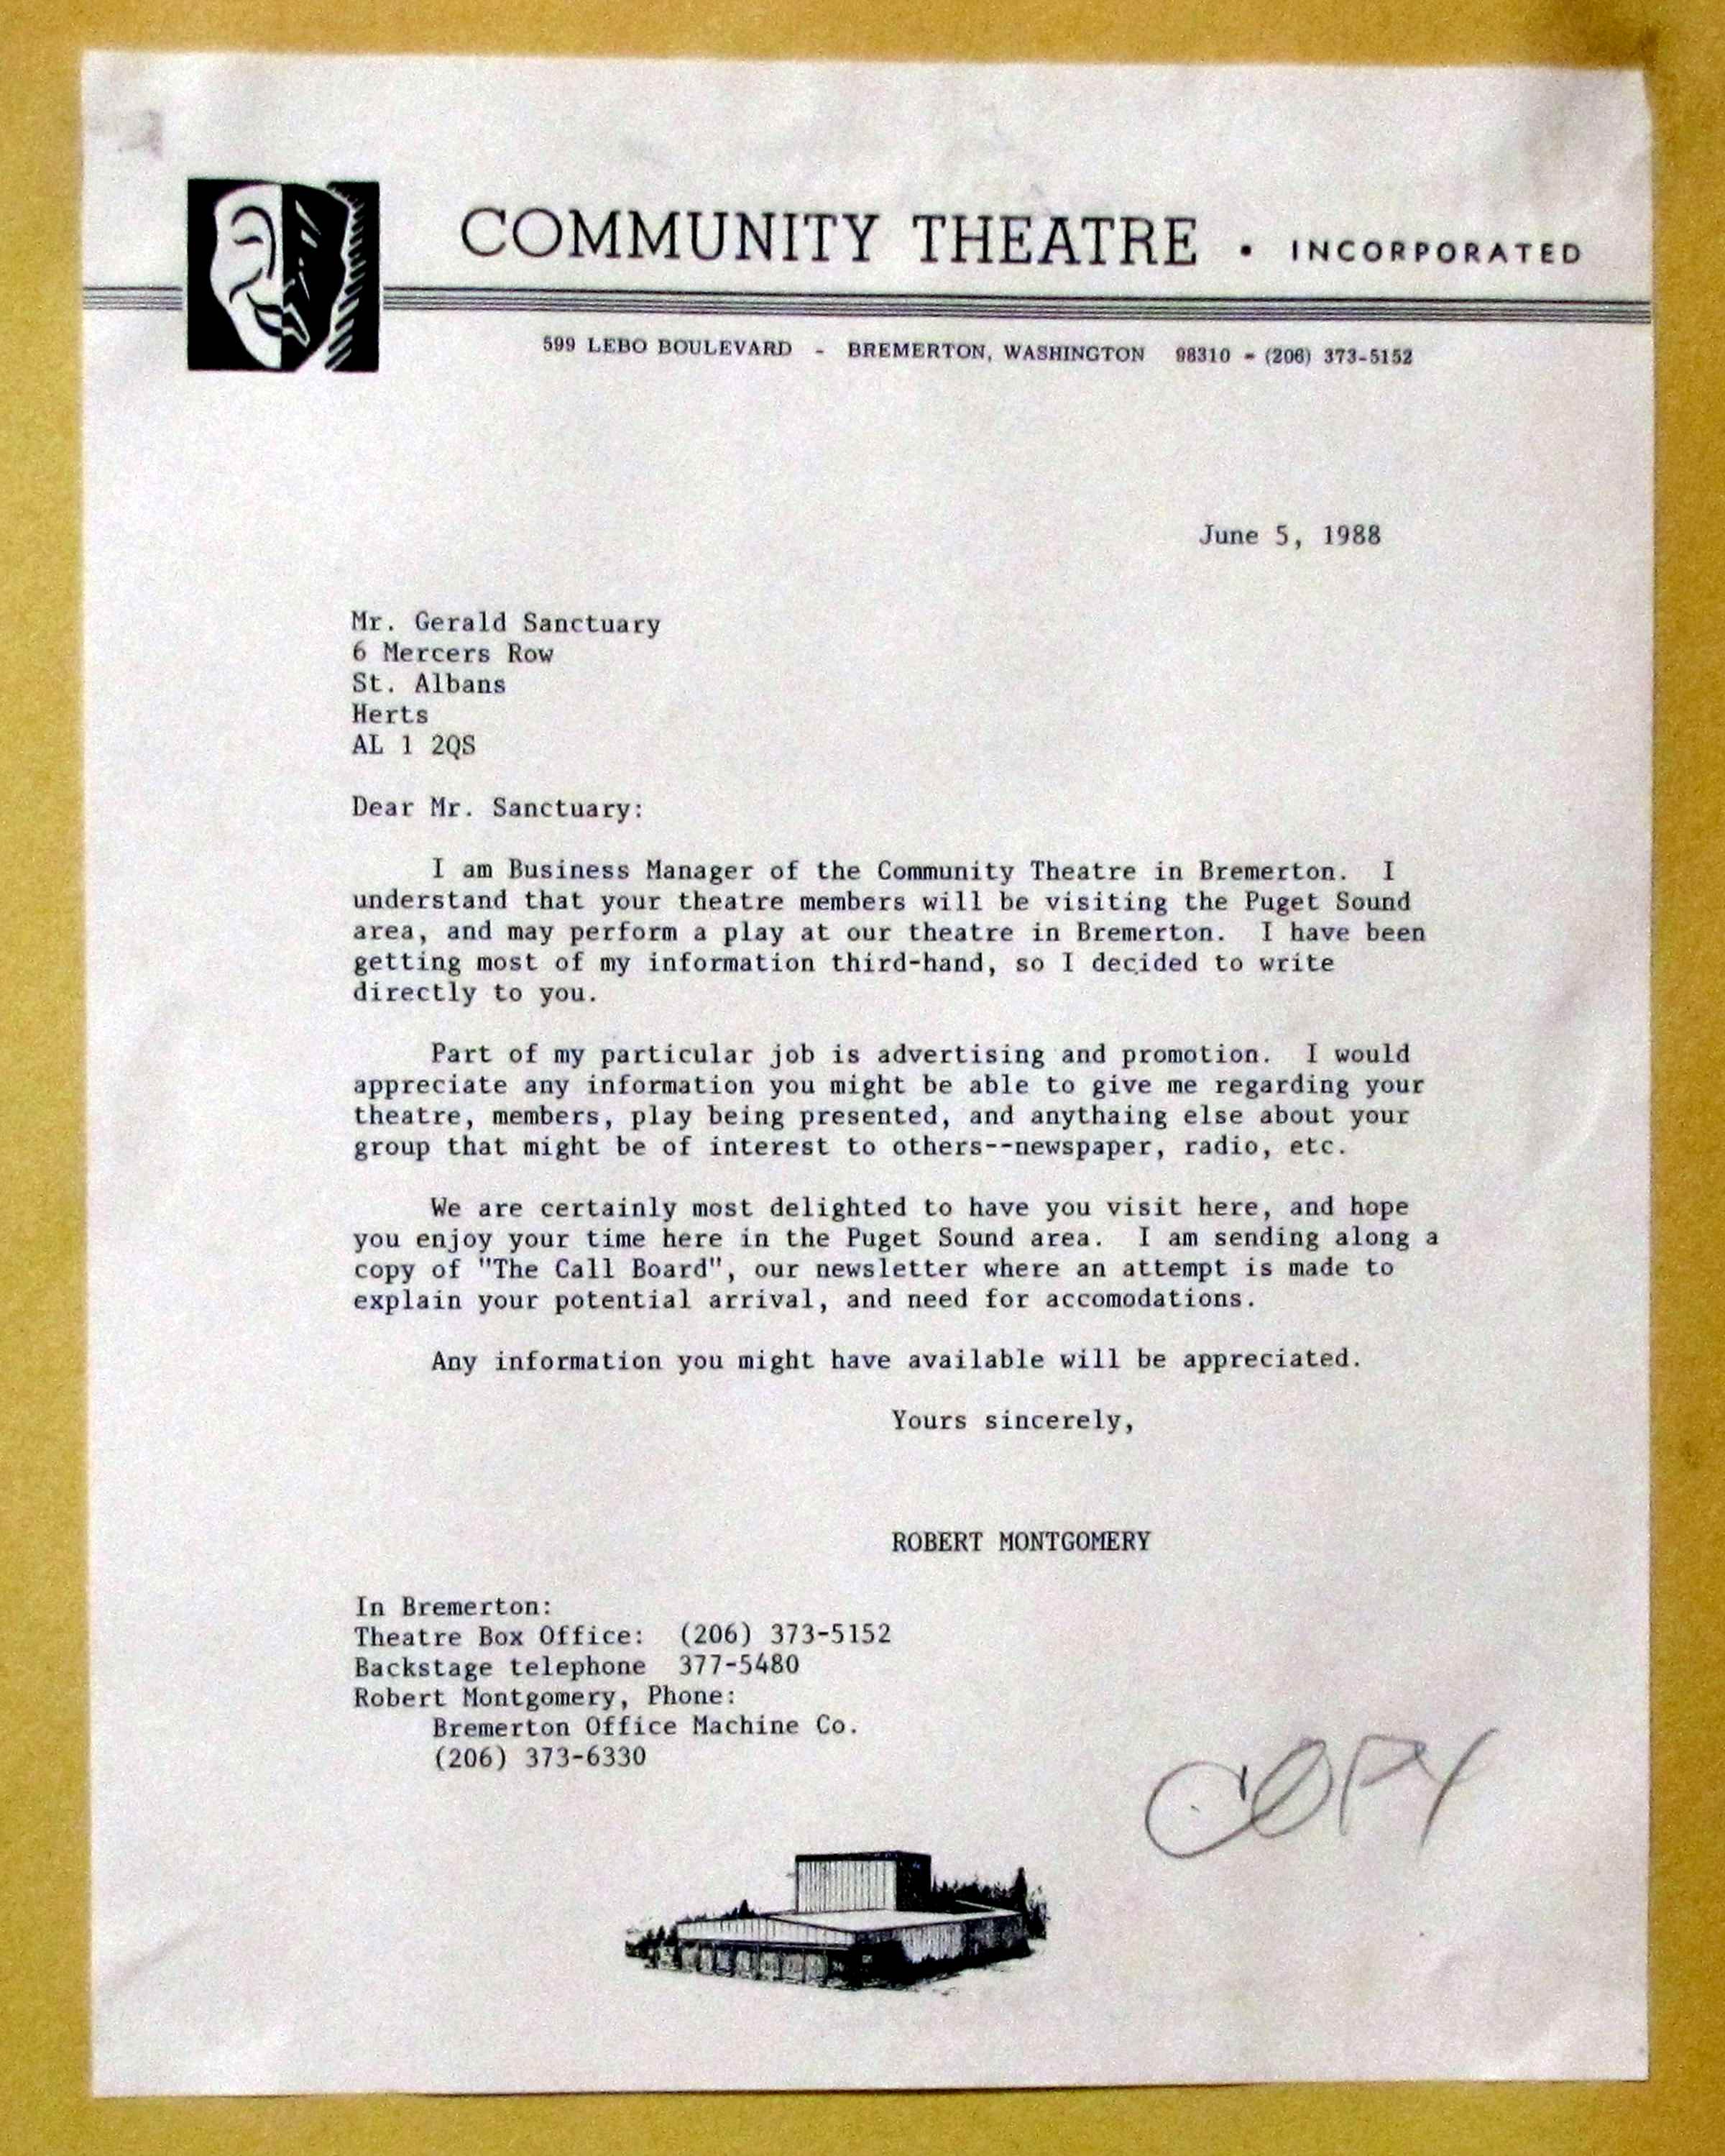 COMMUNITY THEATRE • INCORPORATED
599 LEBO BOULEVARD - BREMERTON, WASHINGTON 98310 - (206) 373-5152
June 5, 1988
Mr. Gerald Sanctuary
6 Mercers Row
St. Albans
Herts
AL 1 2QS
Dear Mr. Sanctuary:
I am Business Manager of the Community Theatre in Bremerton. I
understand that your theatre members will be visiting the Puget Sound
area, and may perform a play at our theatre in Bremerton. I have been
getting most of my information third-hand, so I decided to write
directly to you.
Part of my particular job is advertising and promotion. I would
appreciate any information you might be able to give me regarding your
theatre, members, play being presented, and anythaing else about your
group that might be of interest to others--newspaper, radio, etc.
We are certainly most delighted to have you visit here, and hope
you enjoy your time here in the Puget Sound area. I am sending along a
copy of "The Call Board", our newsletter where an attempt is made to
explain your potential arrival, and need for accomodations.
Any information you might have available will be appreciated.
Yours sincerely,
ROBERT MONTGOMERY
In Bremerton:
Theatre Box Office: (206) 373-5152
Backstage telephone 377-5480
Robert Montgomery, Phone:
Bremerton Office Machine Co.
(206) 373-6330
COPY